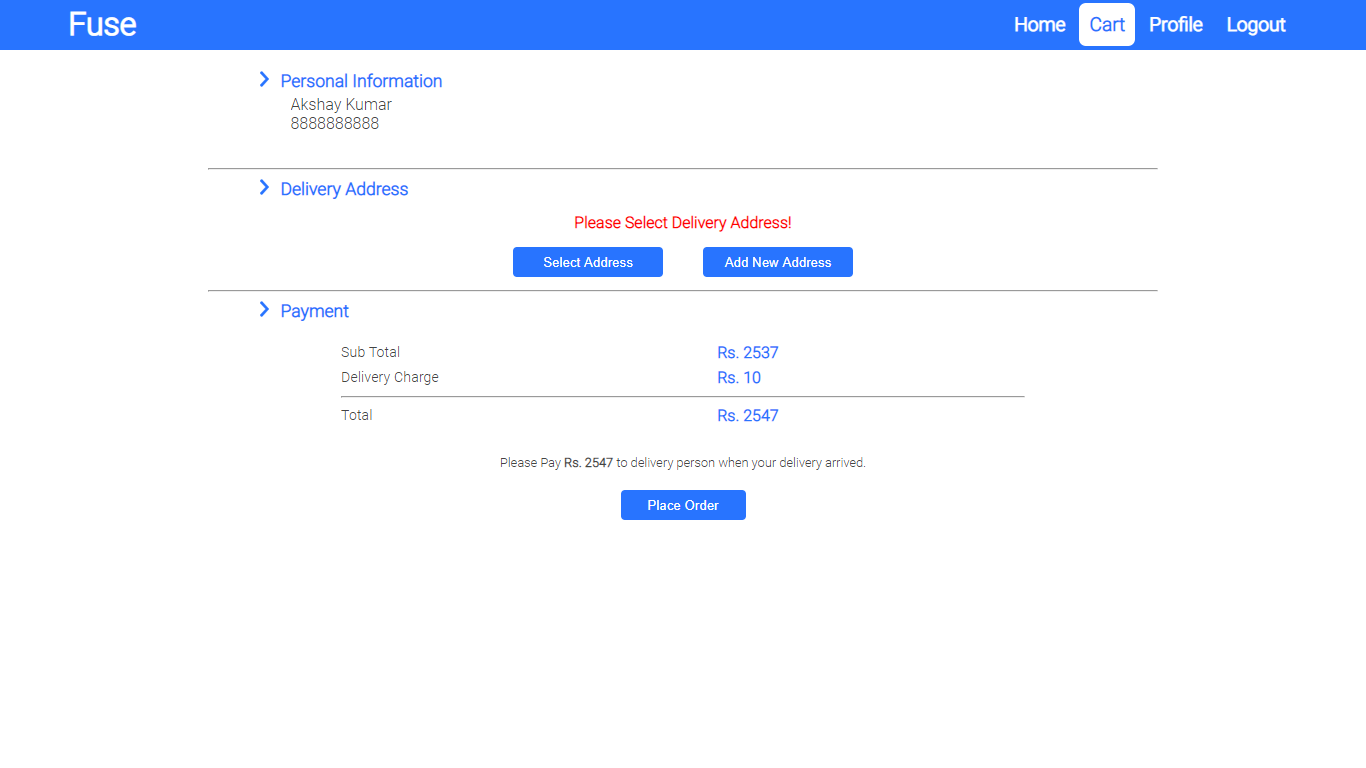 Fuse Home Cart Profile Logout
Personal Information
Akshay Kumar
8888888888
Delivery Address
Please Select Delivery Address!
Select Address Add New Address
Payment
Sub Total Rs. 2537
Delivery Charge Rs. 10
Total Rs. 2547
Please Pay Rs. 2547 to delivery person when your delivery arrived.
Place Order